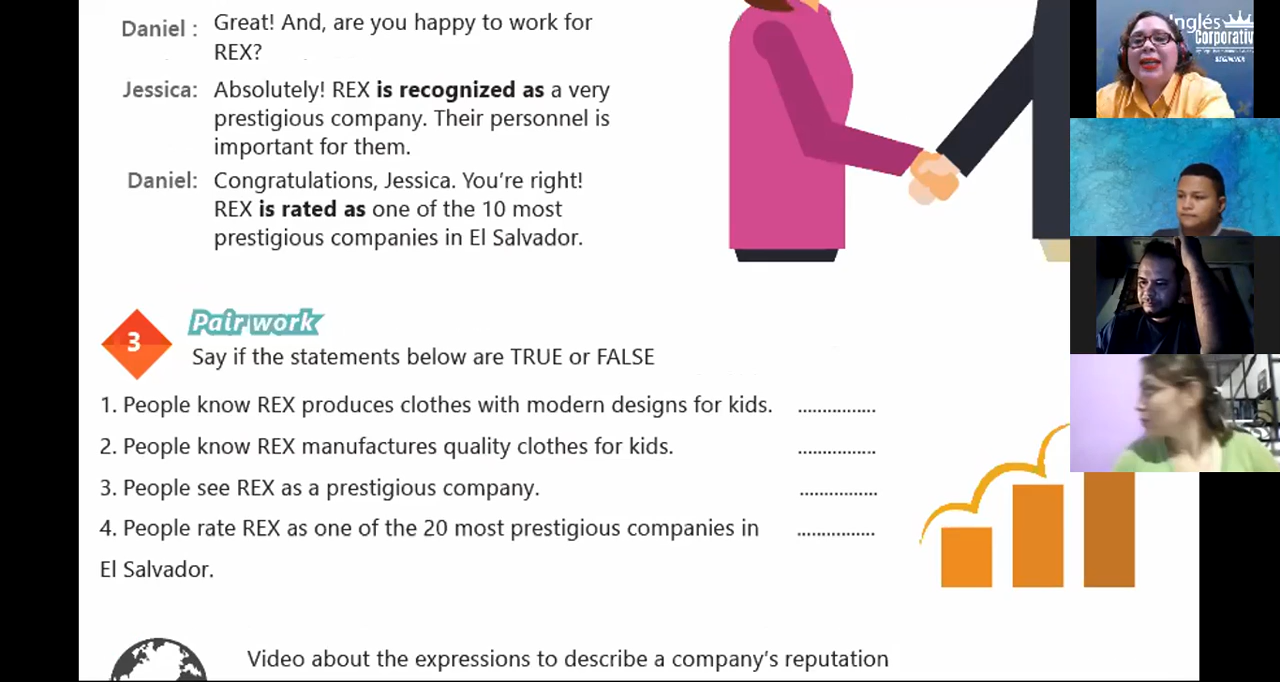 Daniel : Great! And, are you happy to work for
REX?
Jessica: Absolutely! REX is recognized as a very
prestigious company. Their personnel is
important for them.
Daniel: Congratulations, Jessica. You’re right!
REX is rated as one of the 10 most
prestigious companies in El Salvador.
3
Pair work
Say if the statements below are TRUE or FALSE
1. People know REX produces clothes with modern designs for kids. ................
2. People know REX manufactures quality clothes for kids. ................
3. People see REX as a prestigious company. ................
4. People rate REX as one of the 20 most prestigious companies in ................
El Salvador.
Video about the expressions to describe a company’s reputation
Inglés
Corporativ
BEGINNER